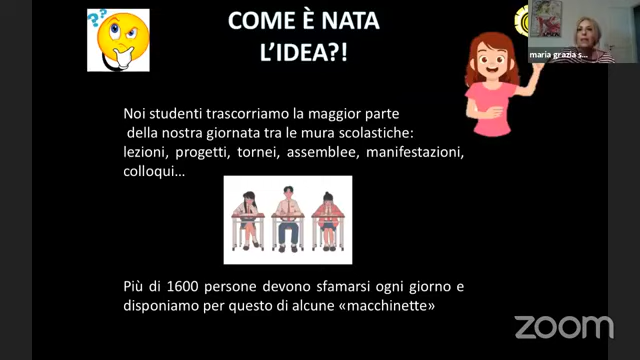 COME È NATA
L'IDEA?!
maria grazia s...
Noi studenti trascorriamo la maggior parte
della nostra giornata tra le mura scolastiche:
lezioni, progetti, tornei, assemblee, manifestazioni,
colloqui...
Più di 1600 persone devono sfamarsi ogni giorno e
disponiamo per questo di alcune «macchinette»
zoom